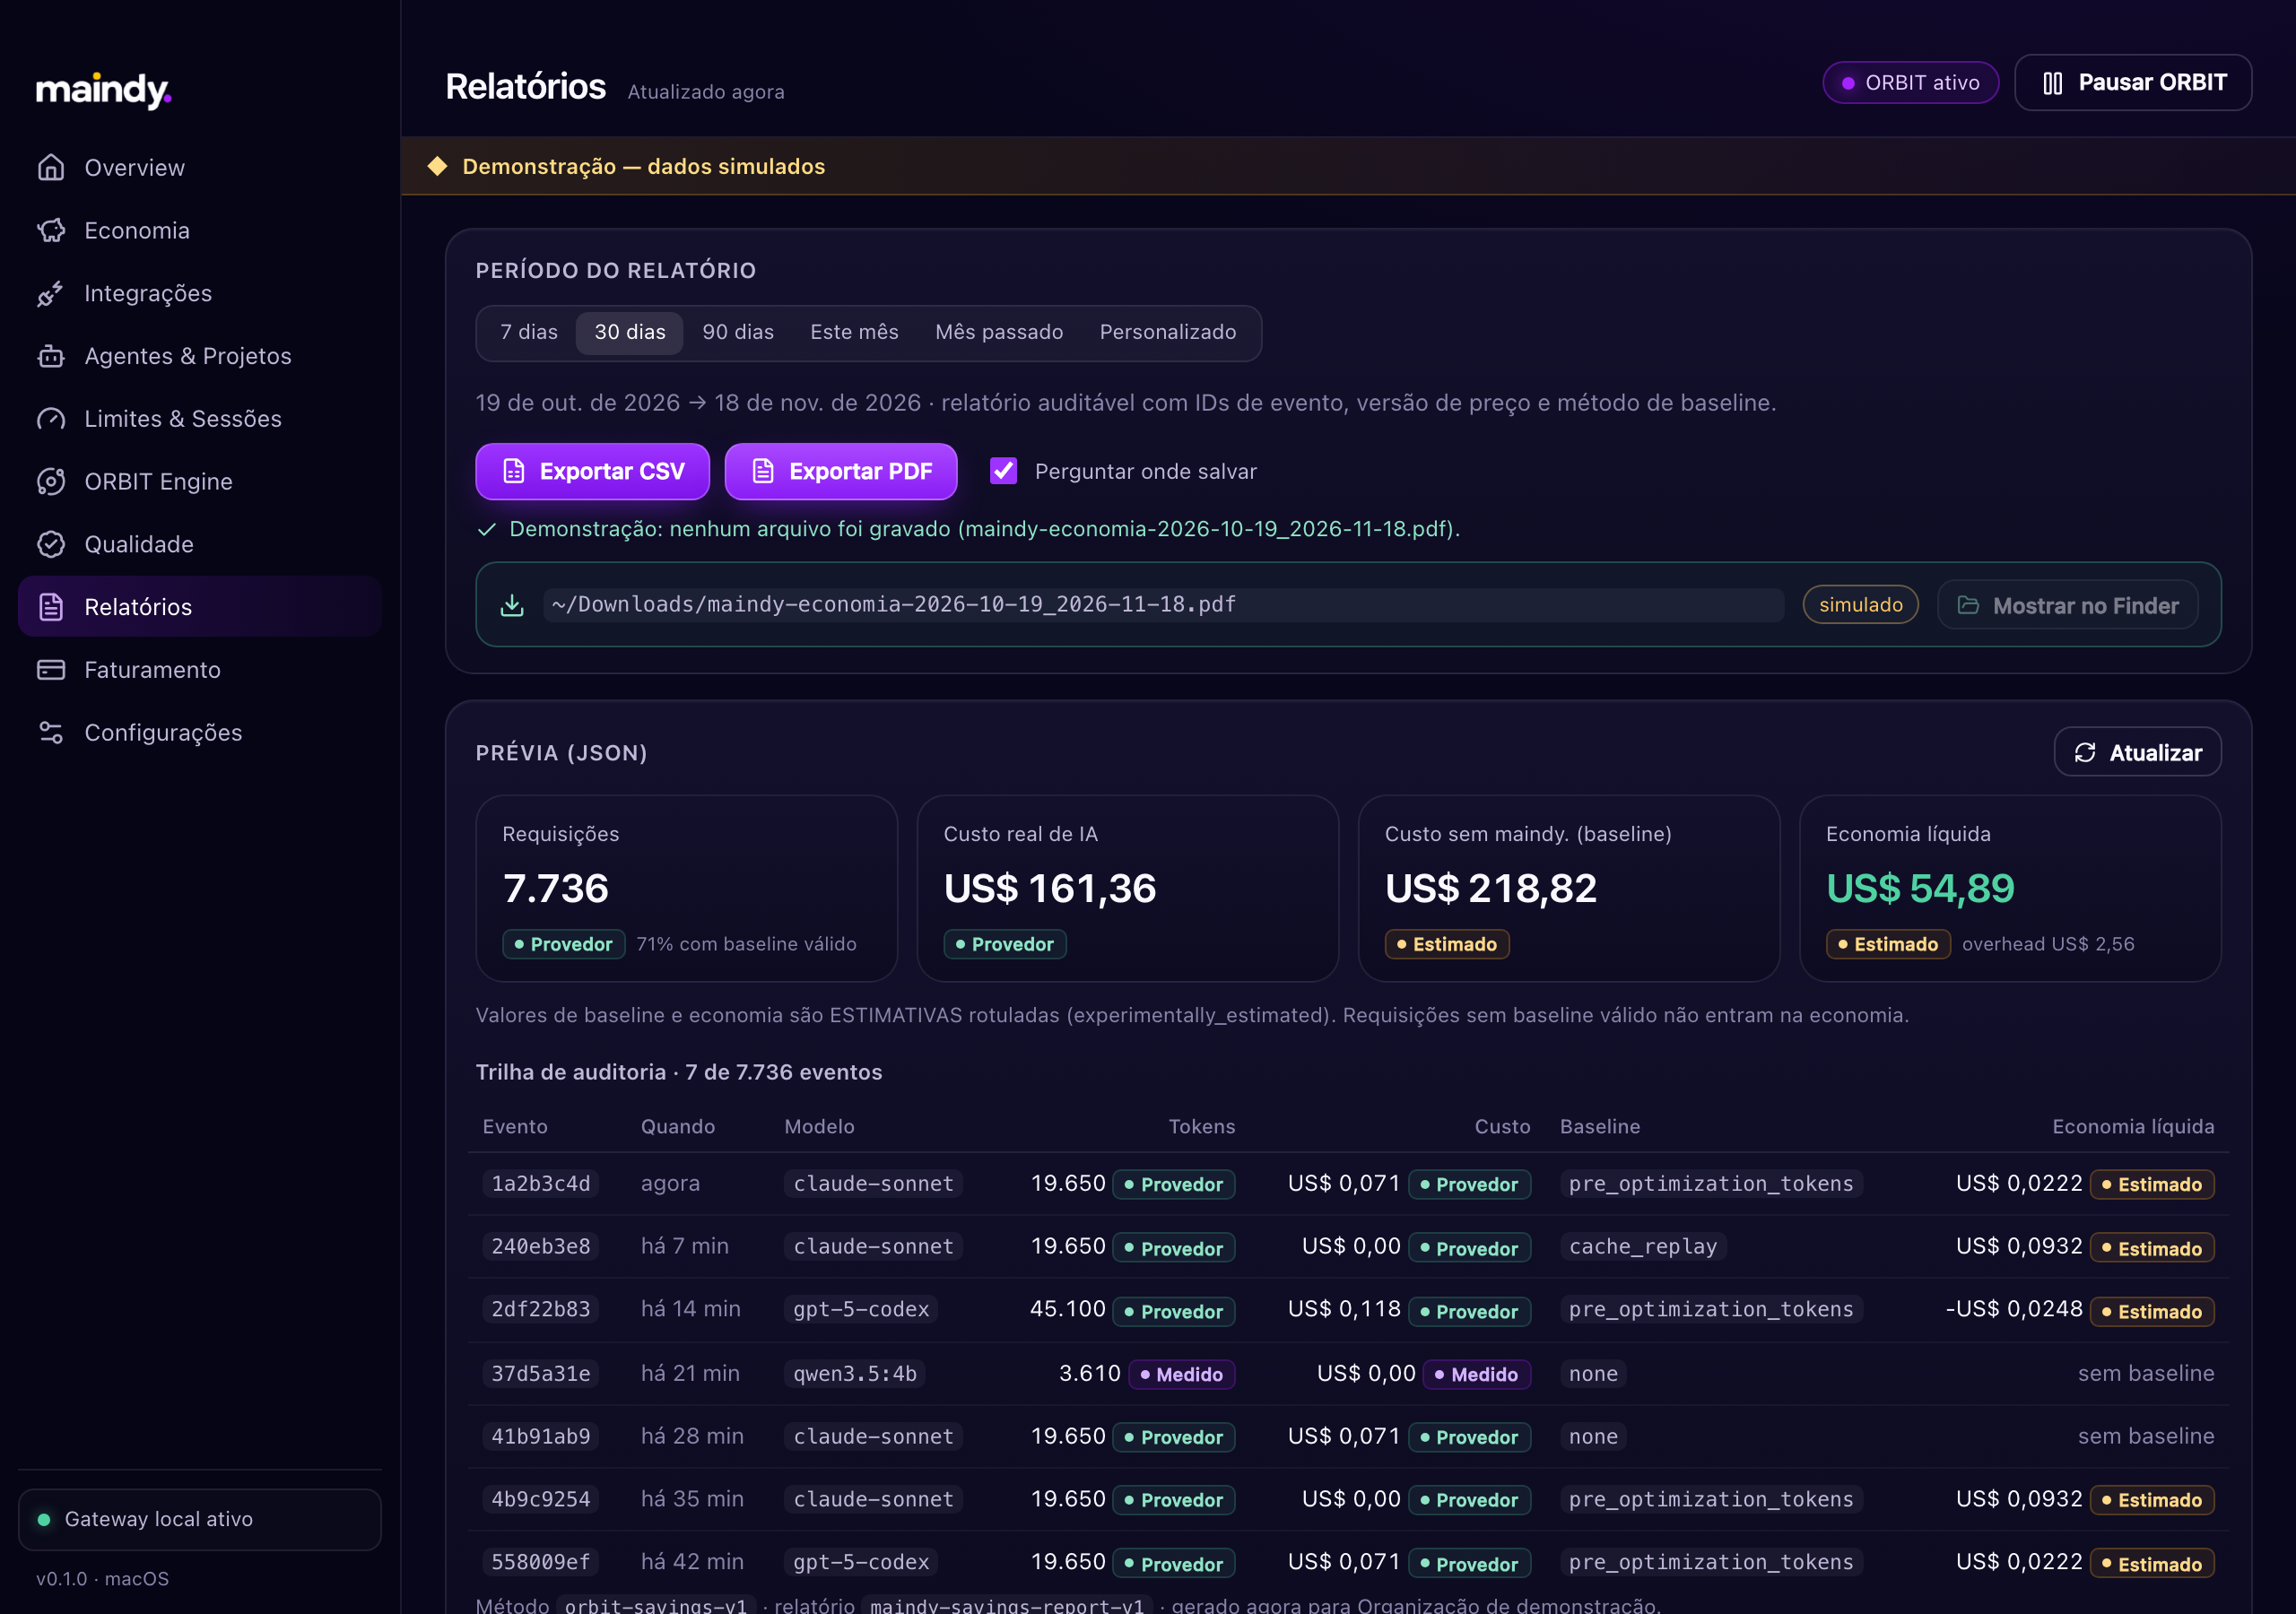 maindy.
Overview
Economia
Integrações
Agentes & Projetos
Limites & Sessões
ORBIT Engine
Qualidade
Relatórios
Faturamento
Configurações
Gateway local ativo
v0.1.0 · macOS
Relatórios Atualizado agora
ORBIT ativo
Pausar ORBIT
Demonstração — dados simulados
PERÍODO DO RELATÓRIO
7 dias 30 dias 90 dias Este mês Mês passado Personalizado
19 de out. de 2026 → 18 de nov. de 2026 · relatório auditável com IDs de evento, versão de preço e método de baseline.
Exportar CSV Exportar PDF Perguntar onde salvar
Demonstração: nenhum arquivo foi gravado (maindy-economia-2026-10-19_2026-11-18.pdf).
~/Downloads/maindy-economia-2026-10-19_2026-11-18.pdf simulado Mostrar no Finder
PRÉVIA (JSON) Atualizar
Requisições
7.736
Provedor 71% com baseline válido
Custo real de IA
US$ 161,36
Provedor
Custo sem maindy. (baseline)
US$ 218,82
Estimado
Economia líquida
US$ 54,89
Estimado overhead US$ 2,56
Valores de baseline e economia são ESTIMATIVAS rotuladas (experimentally_estimated). Requisições sem baseline válido não entram na economia.
Trilha de auditoria · 7 de 7.736 eventos
Evento Quando Modelo Tokens Custo Baseline Economia líquida
1a2b3c4d agora claude-sonnet 19.650 Provedor US$ 0,071 Provedor pre_optimization_tokens US$ 0,0222 Estimado
240eb3e8 há 7 min claude-sonnet 19.650 Provedor US$ 0,00 Provedor cache_replay US$ 0,0932 Estimado
2df22b83 há 14 min gpt-5-codex 45.100 Provedor US$ 0,118 Provedor pre_optimization_tokens -US$ 0,0248 Estimado
37d5a31e há 21 min qwen3.5:4b 3.610 Medido US$ 0,00 Medido none sem baseline
41b91ab9 há 28 min claude-sonnet 19.650 Provedor US$ 0,071 Provedor none sem baseline
4b9c9254 há 35 min claude-sonnet 19.650 Provedor US$ 0,00 Provedor pre_optimization_tokens US$ 0,0932 Estimado
558009ef há 42 min gpt-5-codex 19.650 Provedor US$ 0,071 Provedor pre_optimization_tokens US$ 0,0222 Estimado
Método orbit-savings-v1 · relatório maindy-savings-report-v1 · gerado agora para Organização de demonstração.